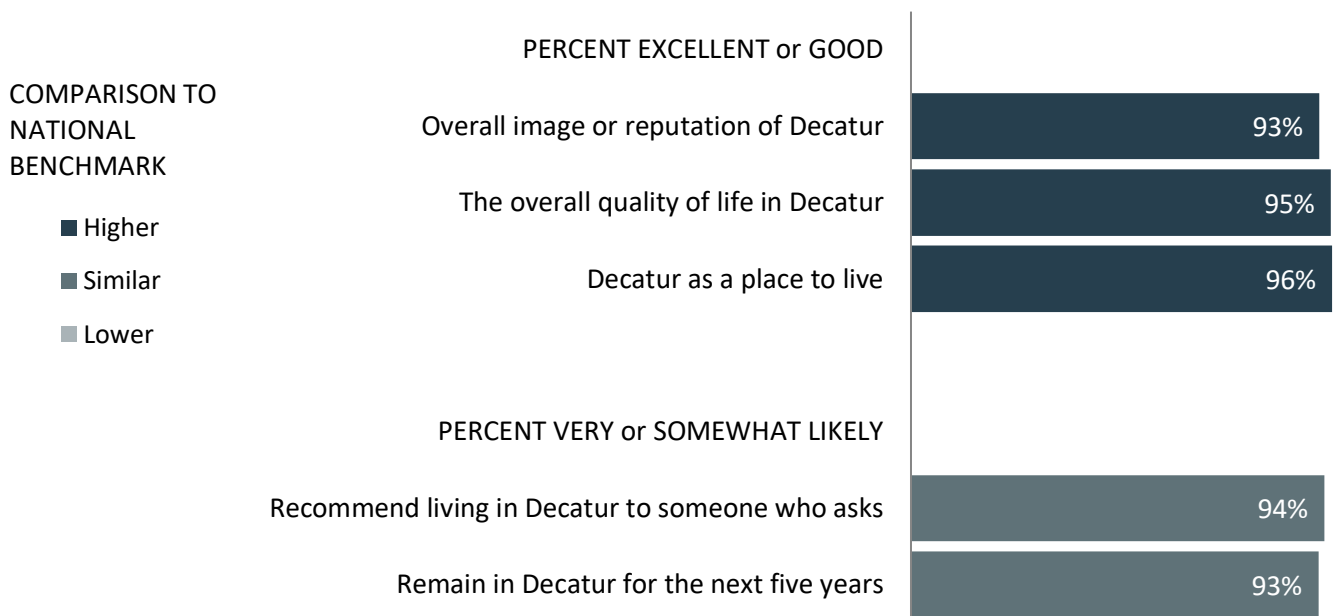 COMPARISON TO
NATIONAL
BENCHMARK
Higher
Similar
Lower
PERCENT EXCELLENT or GOOD
Overall image or reputation of Decatur 93%
The overall quality of life in Decatur 95%
Decatur as a place to live 96%
PERCENT VERY or SOMEWHAT LIKELY
Recommend living in Decatur to someone who asks 94%
Remain in Decatur for the next five years 93%